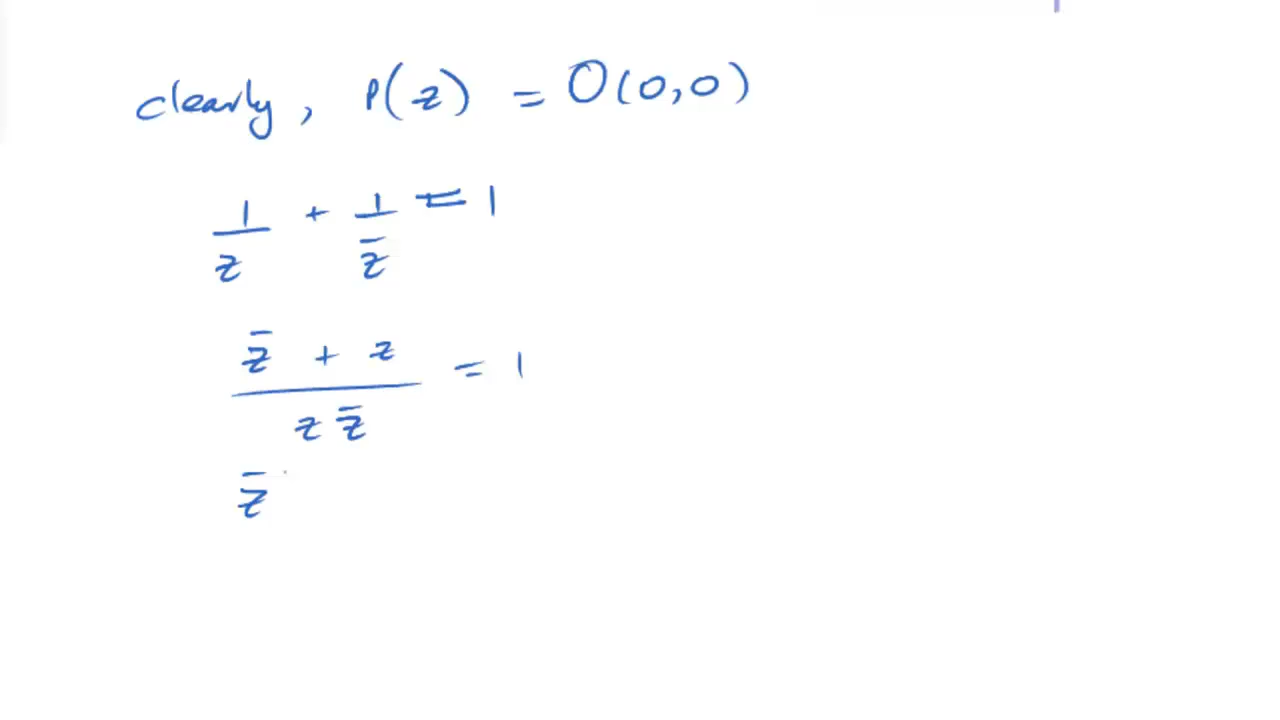 clearly, P(z) = O(0,0)
1/z + 1/z̄ = 1
(z̄ + z)/(z z̄) = 1
z̄